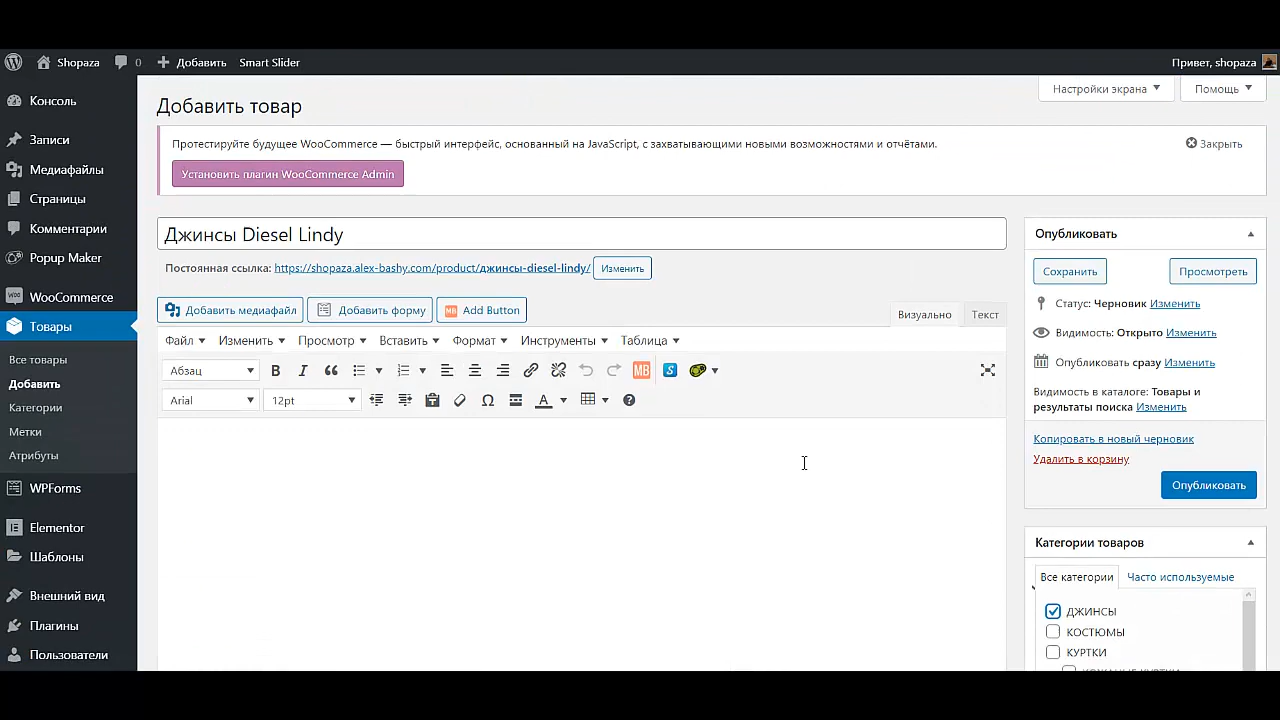 Shopaza 0 Добавить Smart Slider Привет, shopaza
Консоль
Записи
Медиафайлы
Страницы
Комментарии
Popup Maker
WooCommerce
Товары
Все товары
Добавить
Категории
Метки
Атрибуты
WPForms
Elementor
Шаблоны
Внешний вид
Плагины
Пользователи
Настройки экрана Помощь
Добавить товар
Протестируйте будущее WooCommerce — быстрый интерфейс, основанный на JavaScript, с захватывающими новыми возможностями и отчётами. Закрыть
Установить плагин WooCommerce Admin
Джинсы Diesel Lindy
Постоянная ссылка: https://shopaza.alex-bashy.com/product/джинсы-diesel-lindy/ Изменить
Добавить медиафайл Добавить форму MB Add Button Визуально Текст
Файл Изменить Просмотр Вставить Формат Инструменты Таблица
Абзац B I MB S
Arial 12pt A
Опубликовать
Сохранить Просмотреть
Статус: Черновик Изменить
Видимость: Открыто Изменить
Опубликовать сразу Изменить
Видимость в каталоге: Товары и
результаты поиска Изменить
Копировать в новый черновик
Удалить в корзину
Опубликовать
Категории товаров
Все категории Часто используемые
ДЖИНСЫ
КОСТЮМЫ
КУРТКИ